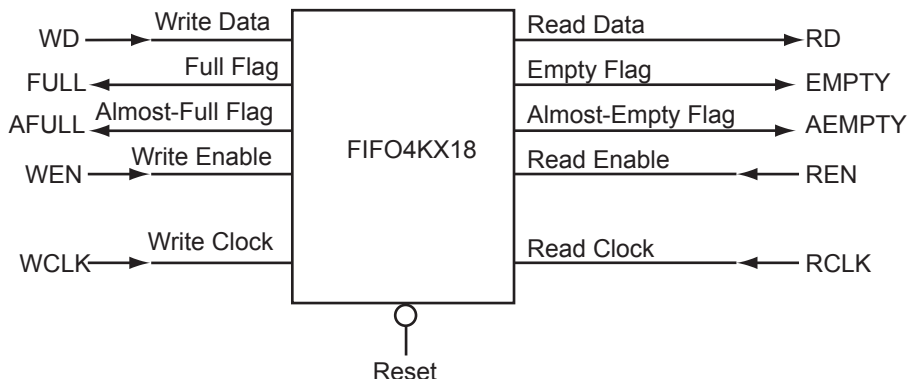 WD Write Data Read Data RD
FULL Full Flag Empty Flag EMPTY
AFULL Almost-Full Flag Almost-Empty Flag AEMPTY
FIFO4KX18
WEN Write Enable Read Enable REN
WCLK Write Clock Read Clock RCLK
Reset